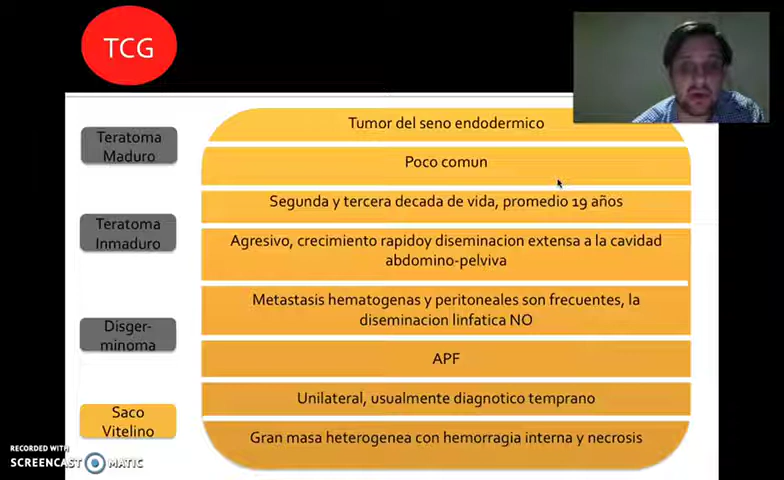 TCG
Teratoma
Maduro
Teratoma
Inmaduro
Disger-
minoma
Saco
Vitelino
Tumor del seno endodermico
Poco comun
Segunda y tercera decada de vida, promedio 19 años
Agresivo, crecimiento rapidoy diseminacion extensa a la cavidad
abdomino-pelviva
Metastasis hematogenas y peritoneales son frecuentes, la
diseminacion linfatica NO
APF
Unilateral, usualmente diagnotico temprano
Gran masa heterogenea con hemorragia interna y necrosis
RECORDED WITH
SCREENCAST MATIC